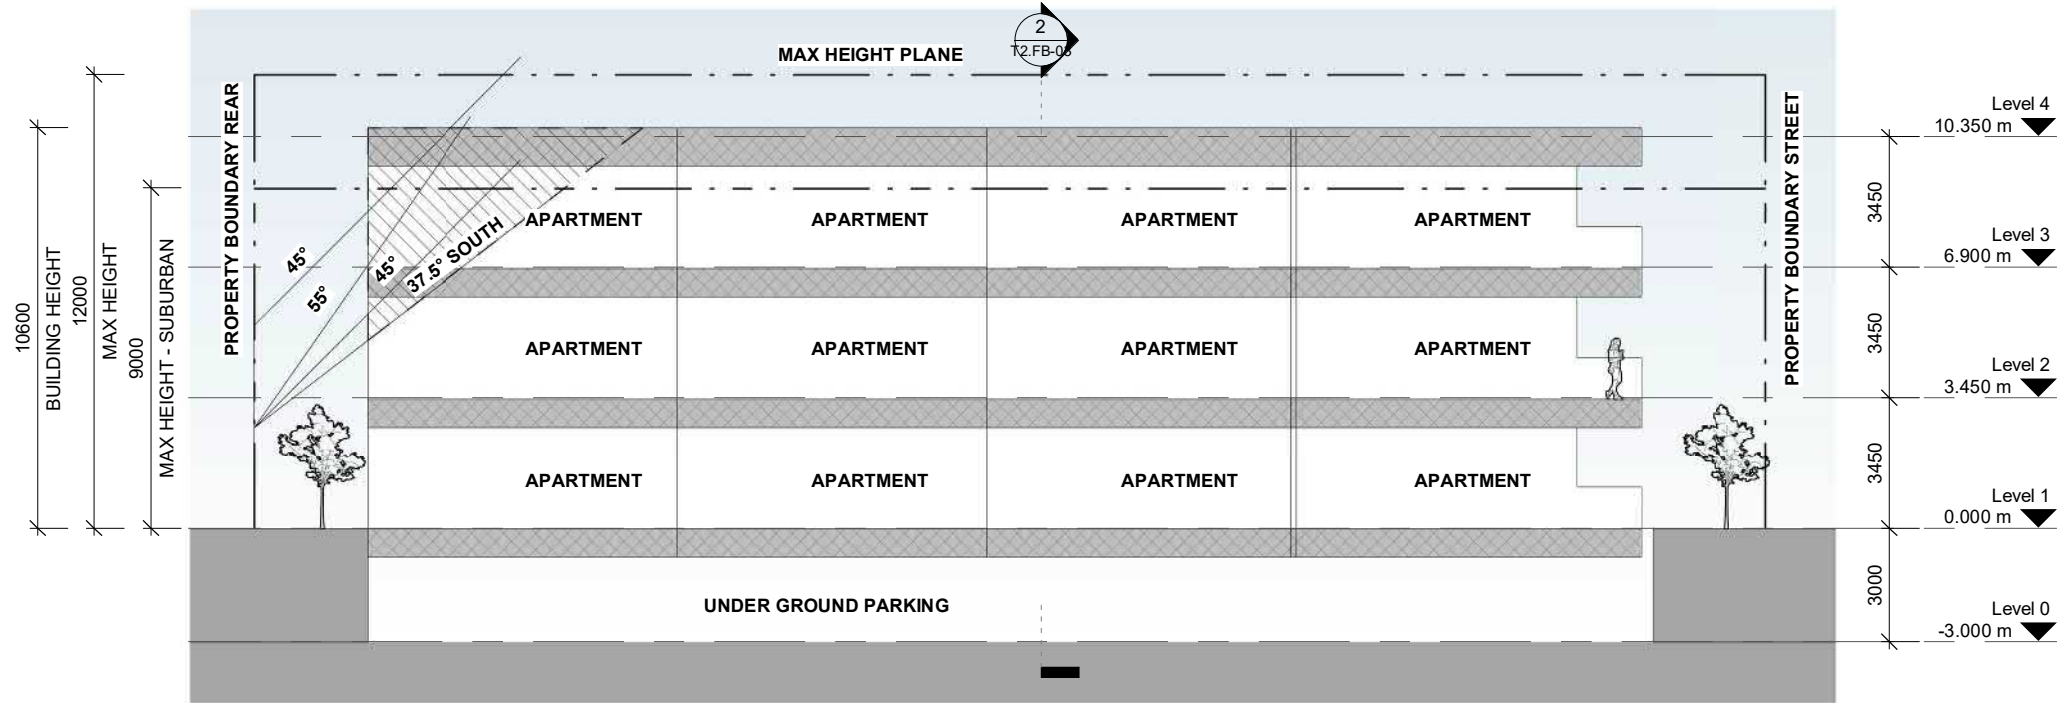 2
T2.FB-03
MAX HEIGHT PLANE
PROPERTY BOUNDARY REAR
PROPERTY BOUNDARY STREET
10600
BUILDING HEIGHT
12000
MAX HEIGHT
9000
MAX HEIGHT - SUBURBAN
45°
55°
45°
37.5° SOUTH
APARTMENT APARTMENT APARTMENT APARTMENT
APARTMENT APARTMENT APARTMENT APARTMENT
APARTMENT APARTMENT APARTMENT APARTMENT
UNDER GROUND PARKING
3450
3450
3450
3000
Level 4
10.350 m
Level 3
6.900 m
Level 2
3.450 m
Level 1
0.000 m
Level 0
-3.000 m